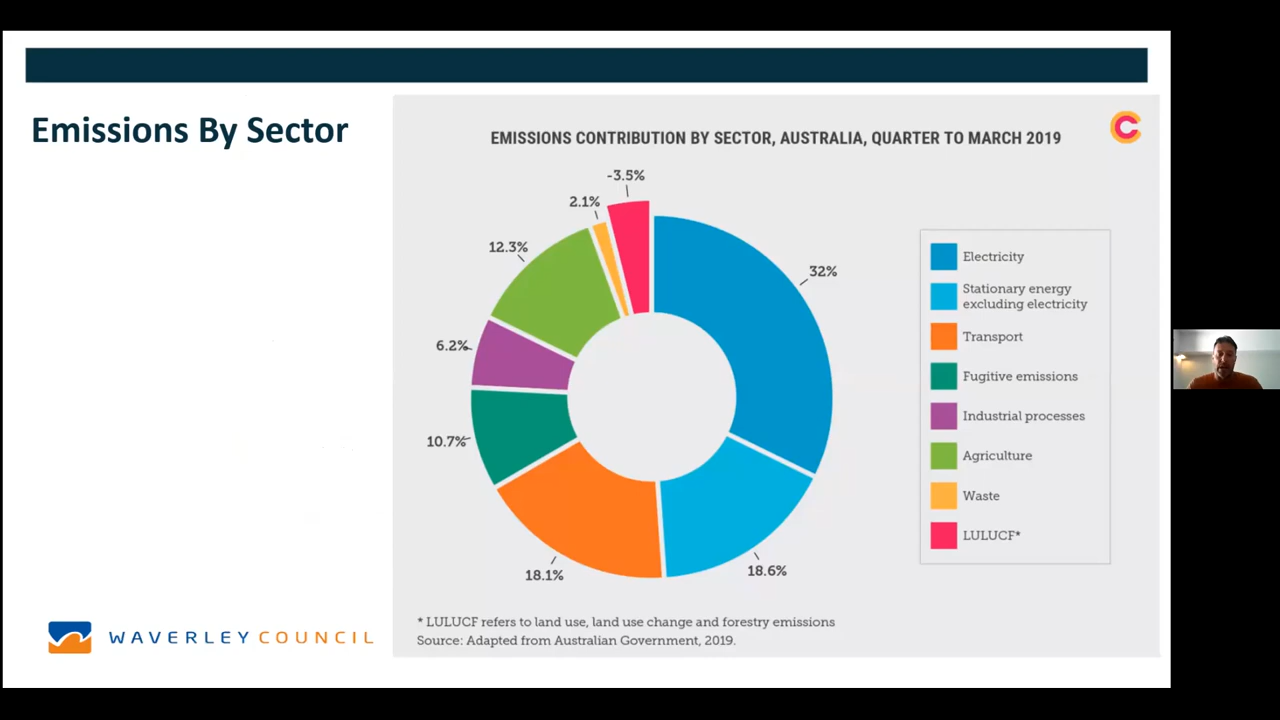 Emissions By Sector
EMISSIONS CONTRIBUTION BY SECTOR, AUSTRALIA, QUARTER TO MARCH 2019
C
-3.5%
2.1%
12.3%
32%
6.2%
10.7%
18.1%
18.6%
Electricity
Stationary energy
excluding electricity
Transport
Fugitive emissions
Industrial processes
Agriculture
Waste
LULUCF*
* LULUCF refers to land use, land use change and forestry emissions
Source: Adapted from Australian Government, 2019.
WAVERLEY COUNCIL